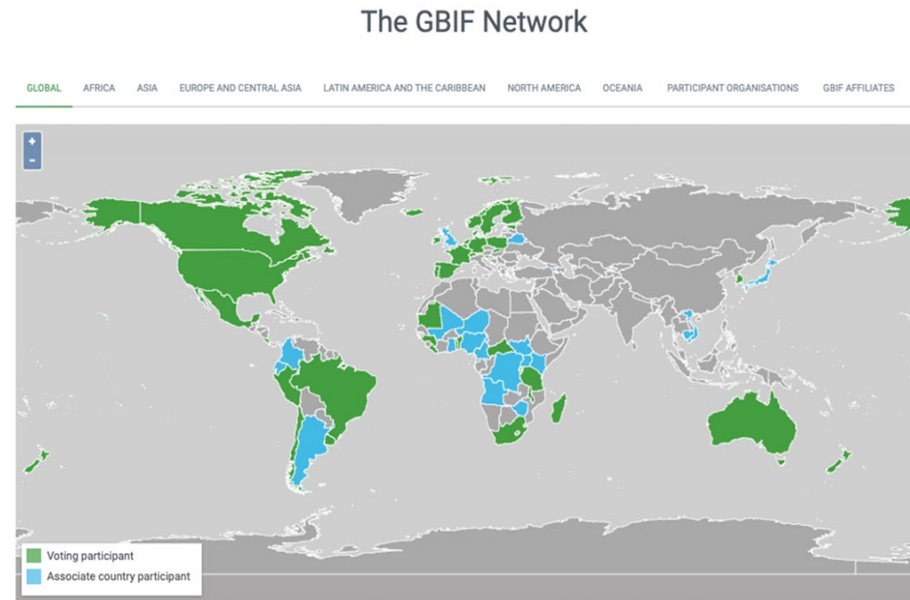 The GBIF Network
GLOBAL AFRICA ASIA EUROPE AND CENTRAL ASIA LATIN AMERICA AND THE CARIBBEAN NORTH AMERICA OCEANIA PARTICIPANT ORGANISATIONS GBIF AFFILIATES
+
−
Voting participant
Associate country participant